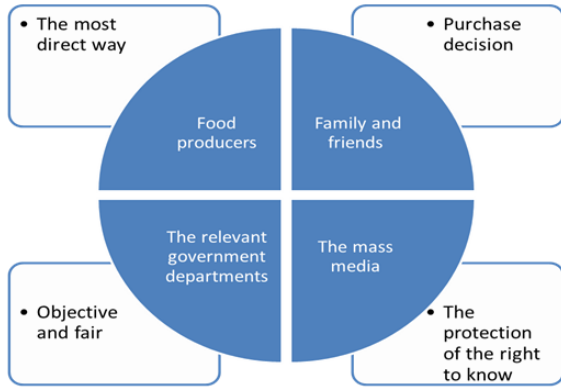 • The most
direct way
• Purchase
decision
Food
producers
Family and
friends
The relevant
government
departments
The mass
media
• Objective
and fair
• The
protection
of the right
to know